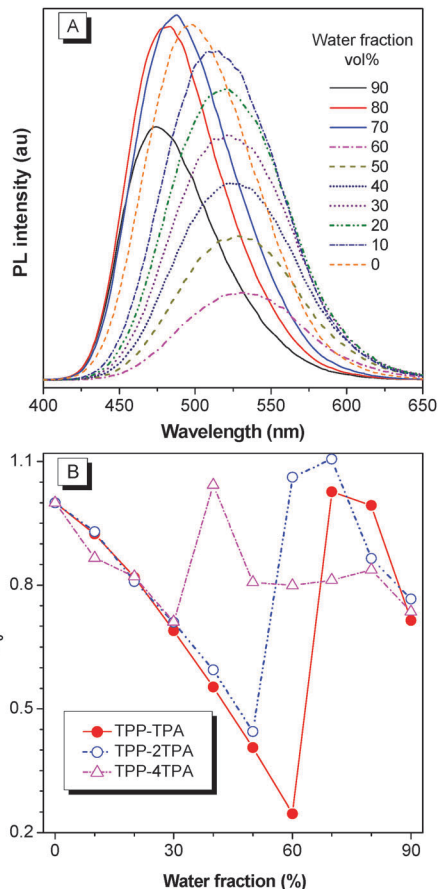 A
Water fraction
vol%
90
80
70
60
50
40
30
20
10
0
PL intensity (au)
400 450 500 550 600 650
Wavelength (nm)
B
1.1
0.8
0.5
0.2
TPP-TPA
TPP-2TPA
TPP-4TPA
0 30 60 90
Water fraction (%)